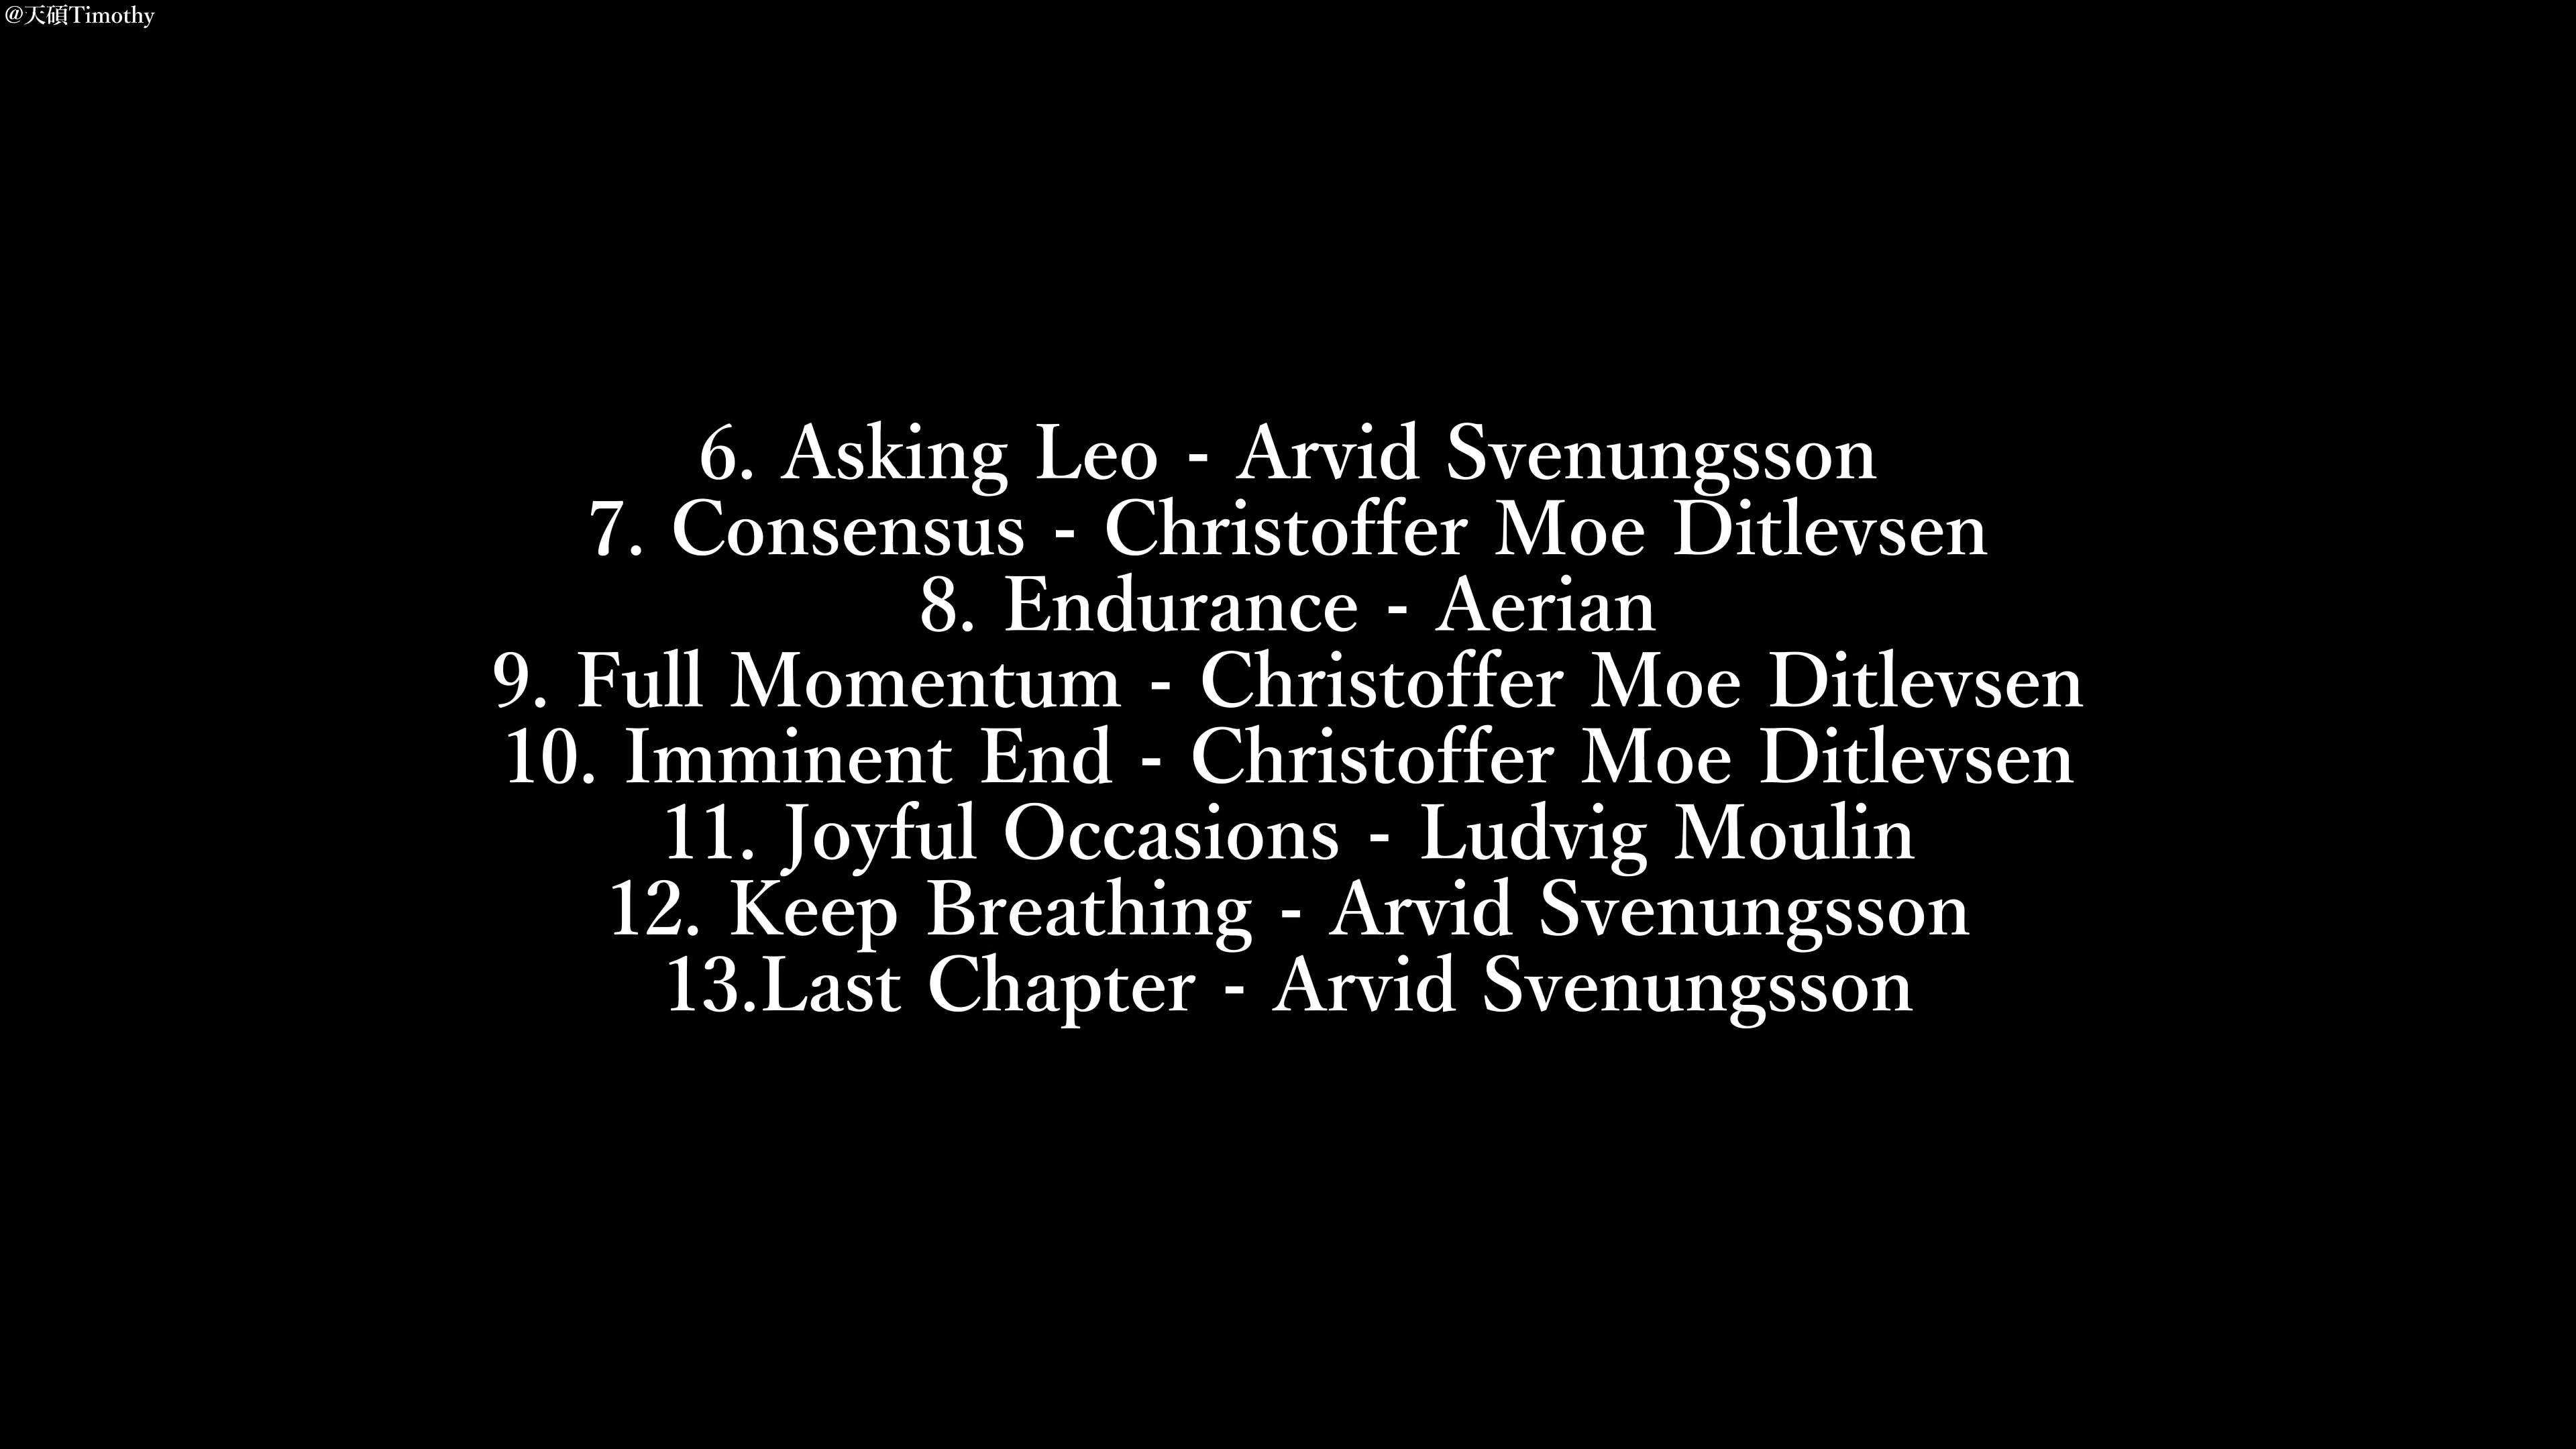 @天碩Timothy
6. Asking Leo - Arvid Svenungsson
7. Consensus - Christoffer Moe Ditlevsen
8. Endurance - Aerian
9. Full Momentum - Christoffer Moe Ditlevsen
10. Imminent End - Christoffer Moe Ditlevsen
11. Joyful Occasions - Ludvig Moulin
12. Keep Breathing - Arvid Svenungsson
13.Last Chapter - Arvid Svenungsson